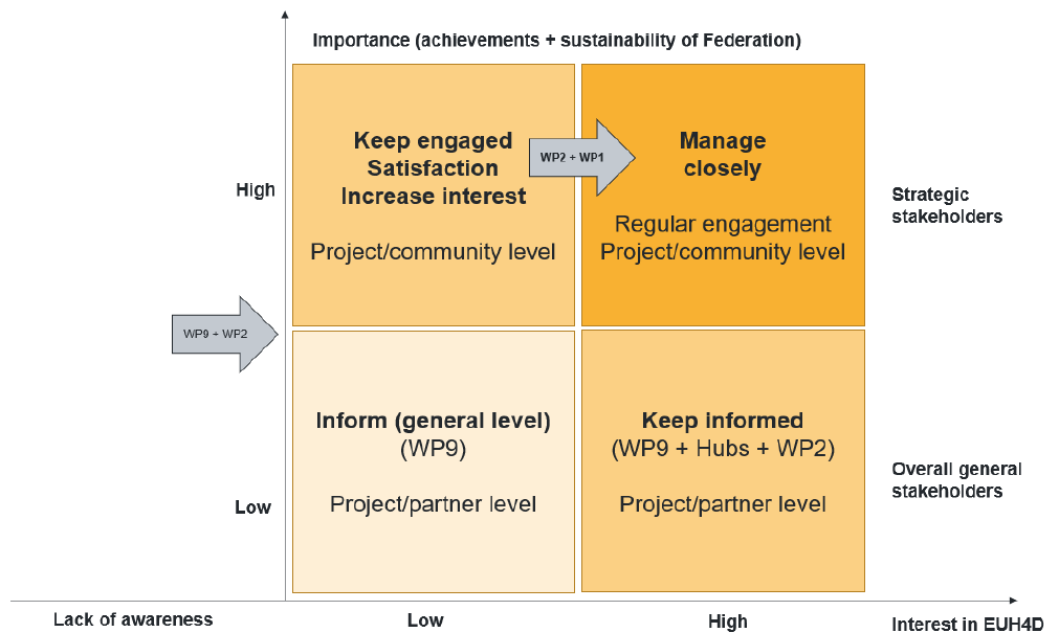 Importance (achievements + sustainability of Federation)
Keep engaged
Satisfaction
Increase interest
Project/community level
WP2 + WP1
Manage
closely
Regular engagement
Project/community level
High
Strategic
stakeholders
WP9 + WP2
Inform (general level)
(WP9)
Project/partner level
Keep informed
(WP9 + Hubs + WP2)
Project/partner level
Low
Overall general
stakeholders
Lack of awareness
Low
High
Interest in EUH4D